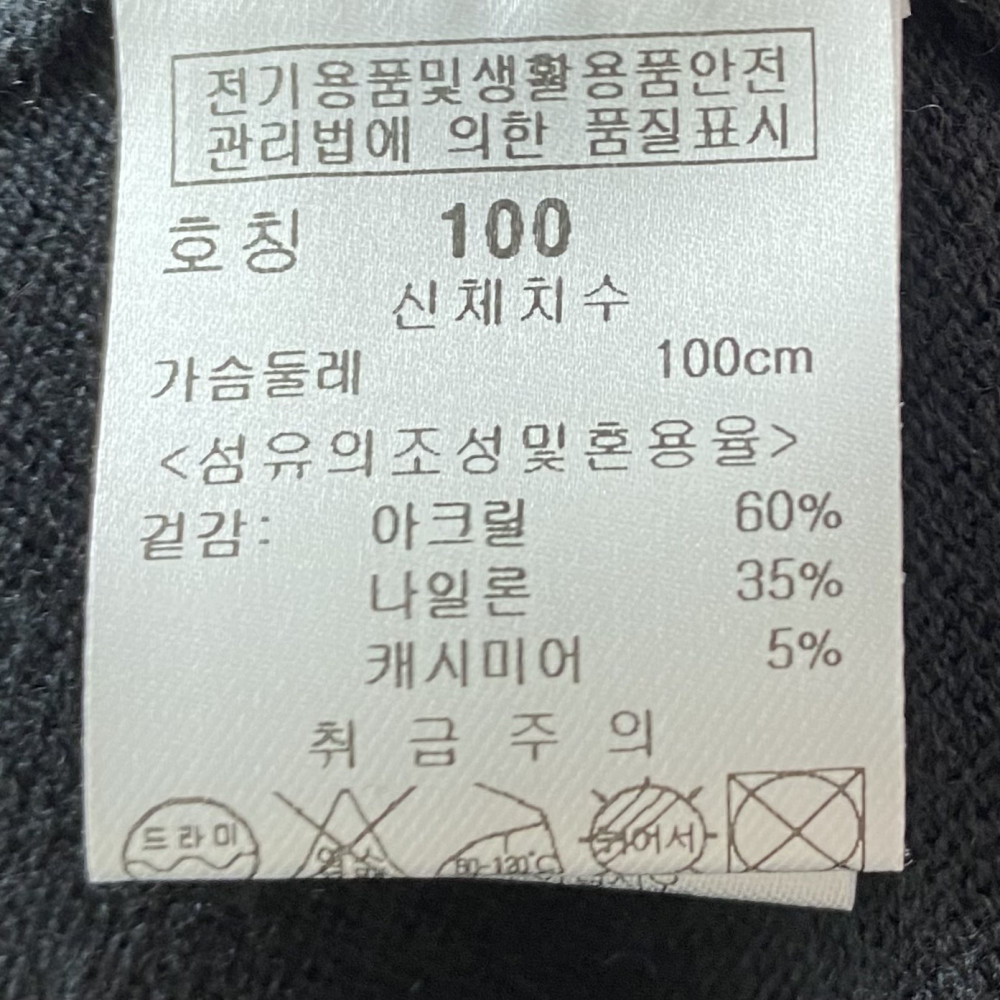 전기용품및생활용품안전
관리법에 의한 품질표시
호칭 100
신체치수
가슴둘레 100cm
<섬유의조성및혼용율>
겉감: 아크릴 60%
나일론 35%
캐시미어 5%
취급주의
드라이
80-120℃
뉘어서